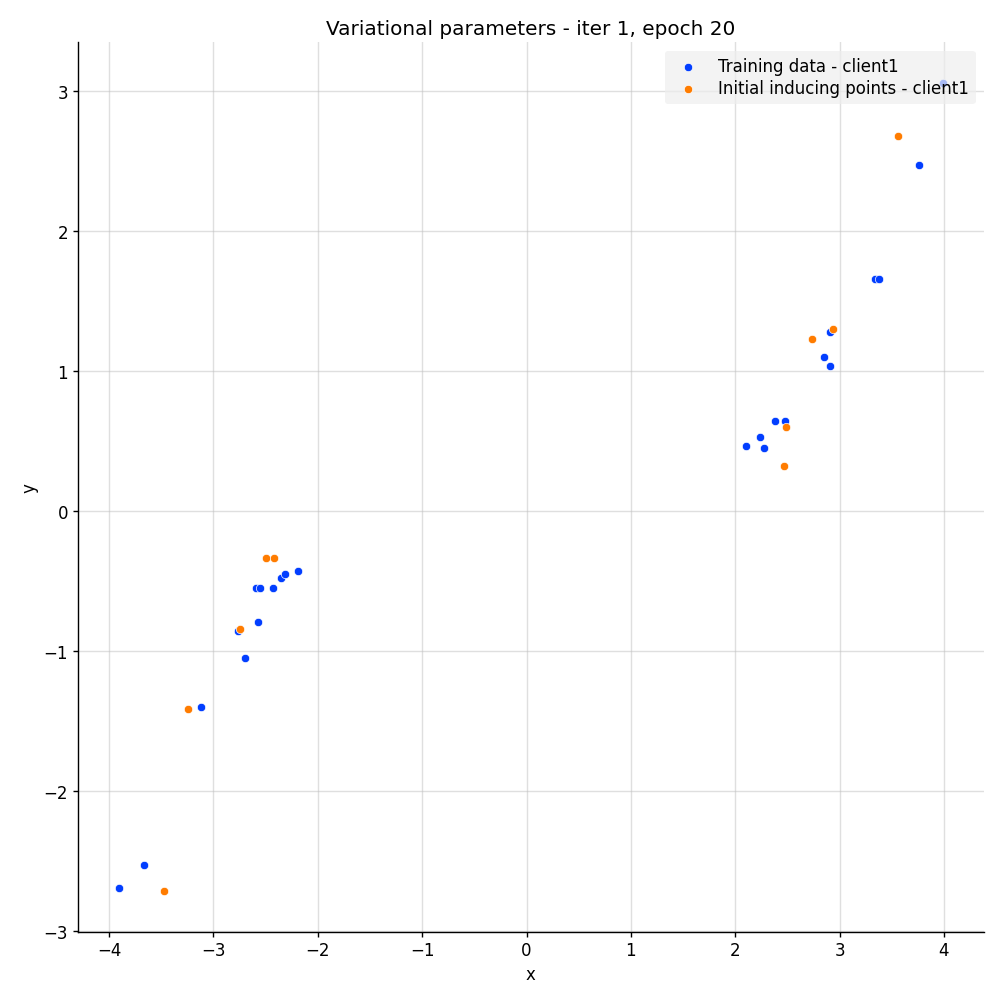 Variational parameters - iter 1, epoch 20
Training data - client1
Initial inducing points - client1
3
2
1
0
−1
−2
−3
y
−4 −3 −2 −1 0 1 2 3 4
x